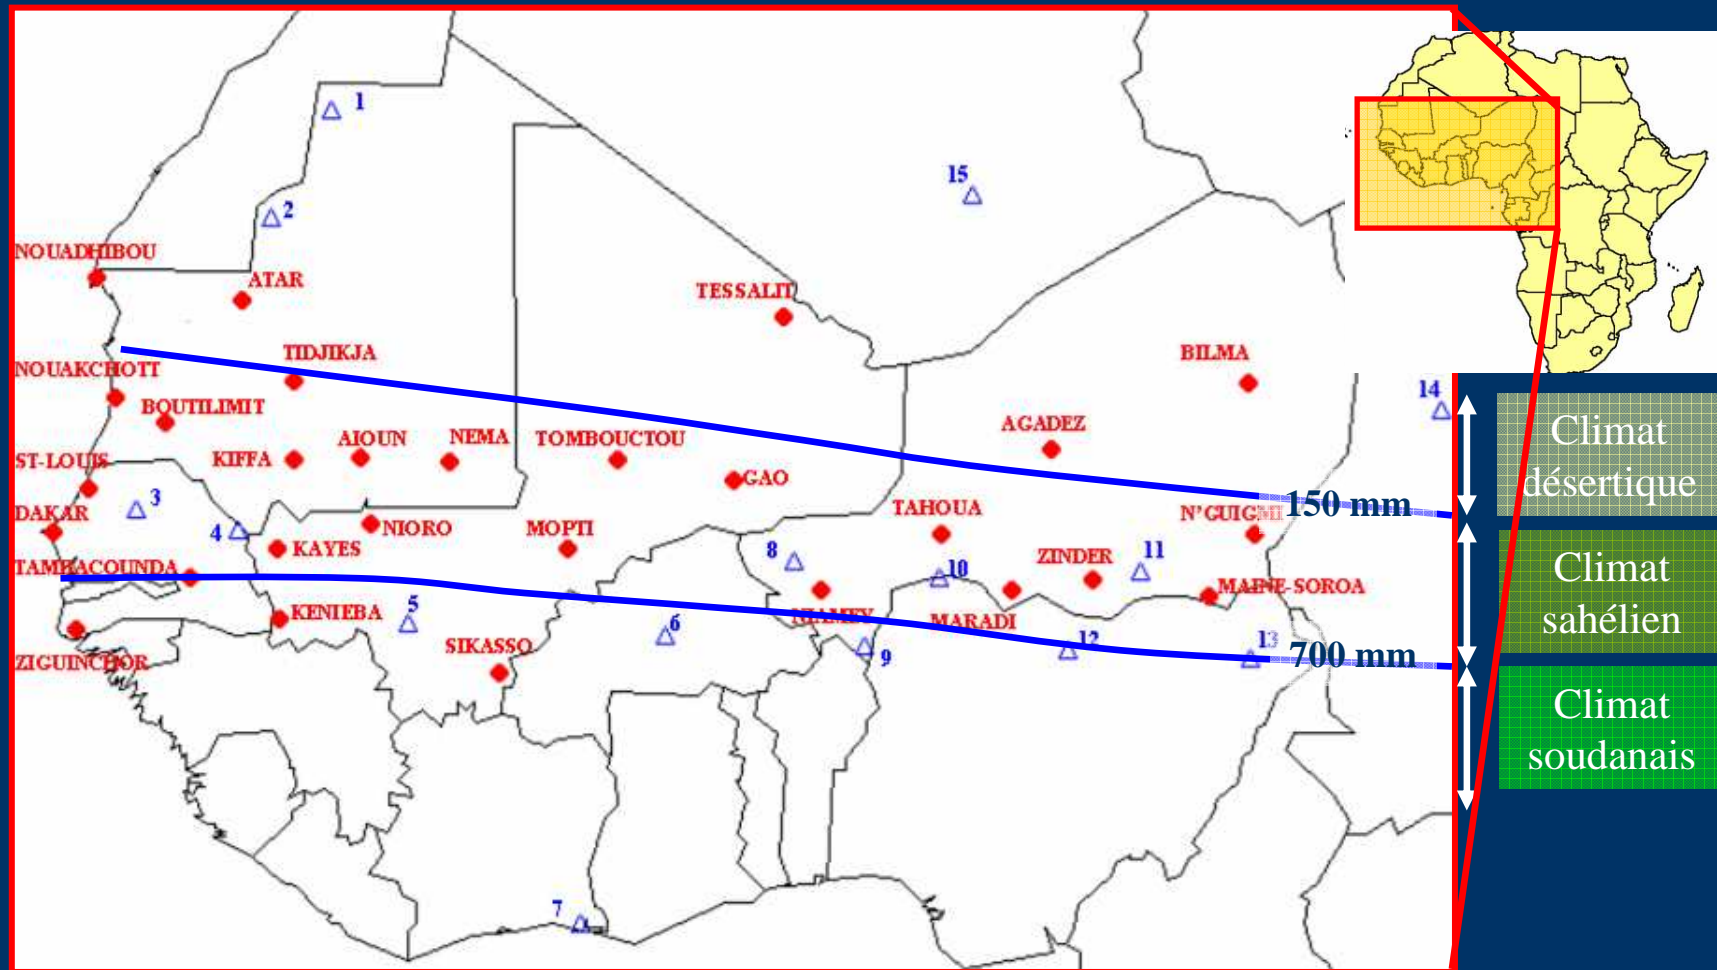 1
15
2
NOUADHIBOU
ATAR
TESSALIT
TIDJIKJA
BILMA
NOUAKCHOTT
14
BOUTILIMIT
AGADEZ
AIOUN
NEMA
TOMBOUCTOU
ST-LOUIS
KIFFA
GAO
3
150 mm
DAKAR
TAHOUA
N'GUIGMI
4
NIORO
MOPTI
KAYES
8
11
ZINDER
TAMBACOUNDA
10
MAINE-SOROA
5
KENIEBA
NIAMEY
MARADI
6
12
13
SIKASSO
9
700 mm
ZIGUINCHOR
7
Climat
désertique
Climat
sahélien
Climat
soudanais